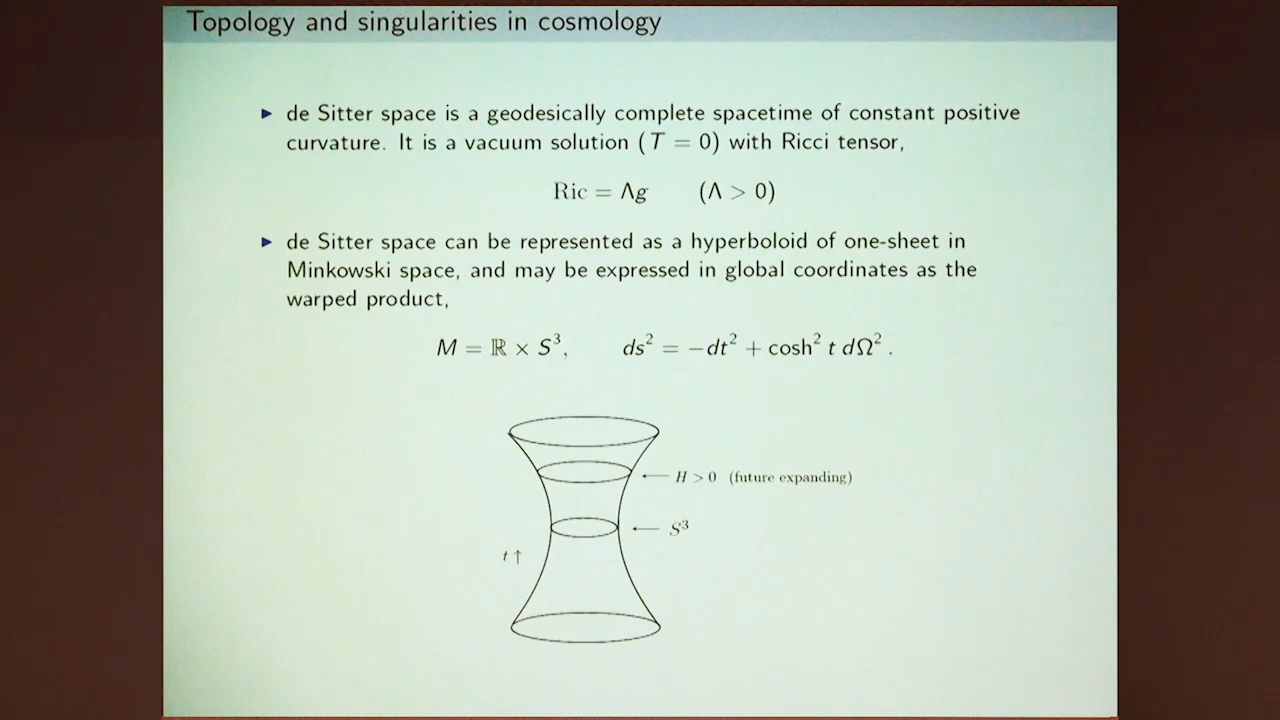 Topology and singularities in cosmology
▶ de Sitter space is a geodesically complete spacetime of constant positive
curvature. It is a vacuum solution (T = 0) with Ricci tensor,
Ric = Λg (Λ > 0)
▶ de Sitter space can be represented as a hyperboloid of one-sheet in
Minkowski space, and may be expressed in global coordinates as the
warped product,
M = ℝ × S³, ds² = −dt² + cosh² t dΩ² .
← H > 0 (future expanding)
← S³
t ↑